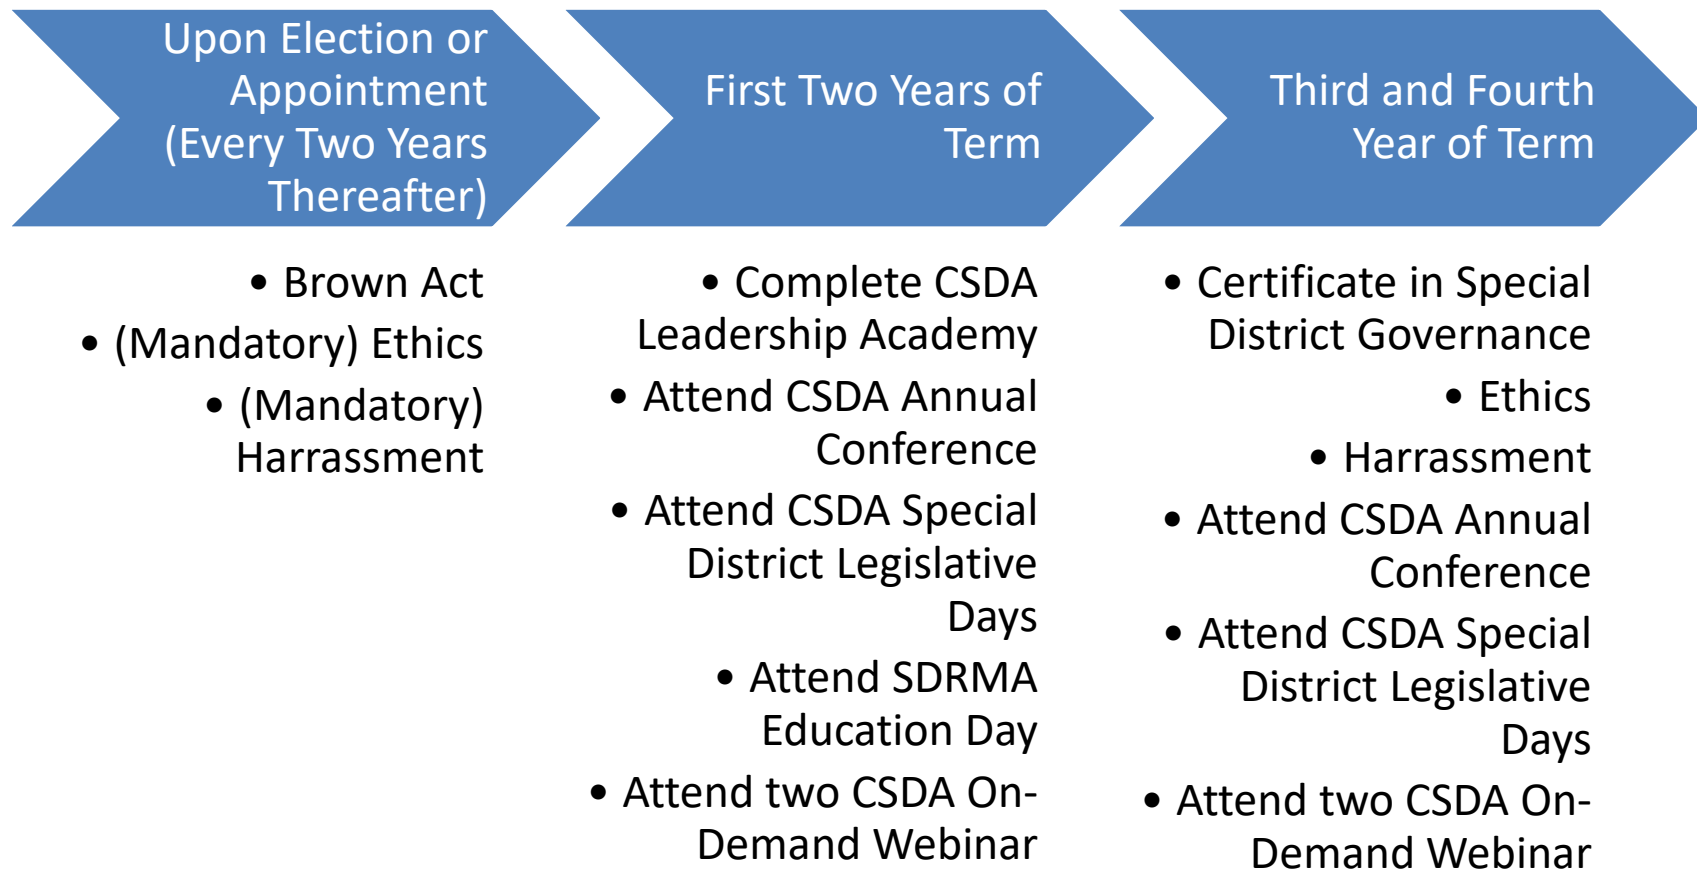 Upon Election or
Appointment
(Every Two Years
Thereafter)
• Brown Act
• (Mandatory) Ethics
• (Mandatory)
Harrassment
First Two Years of
Term
• Complete CSDA
Leadership Academy
• Attend CSDA Annual
Conference
• Attend CSDA Special
District Legislative
Days
• Attend SDRMA
Education Day
• Attend two CSDA On-
Demand Webinar
Third and Fourth
Year of Term
• Certificate in Special
District Governance
• Ethics
• Harrassment
• Attend CSDA Annual
Conference
• Attend CSDA Special
District Legislative
Days
• Attend two CSDA On-
Demand Webinar